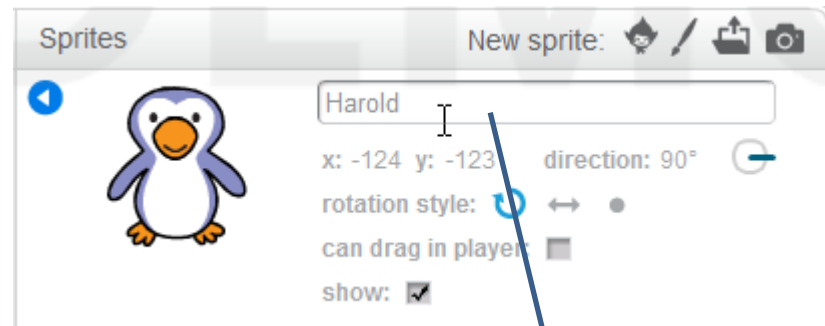 Sprites New sprite:
Harold
x: -124 y: -123 direction: 90°
rotation style:
can drag in player:
show: